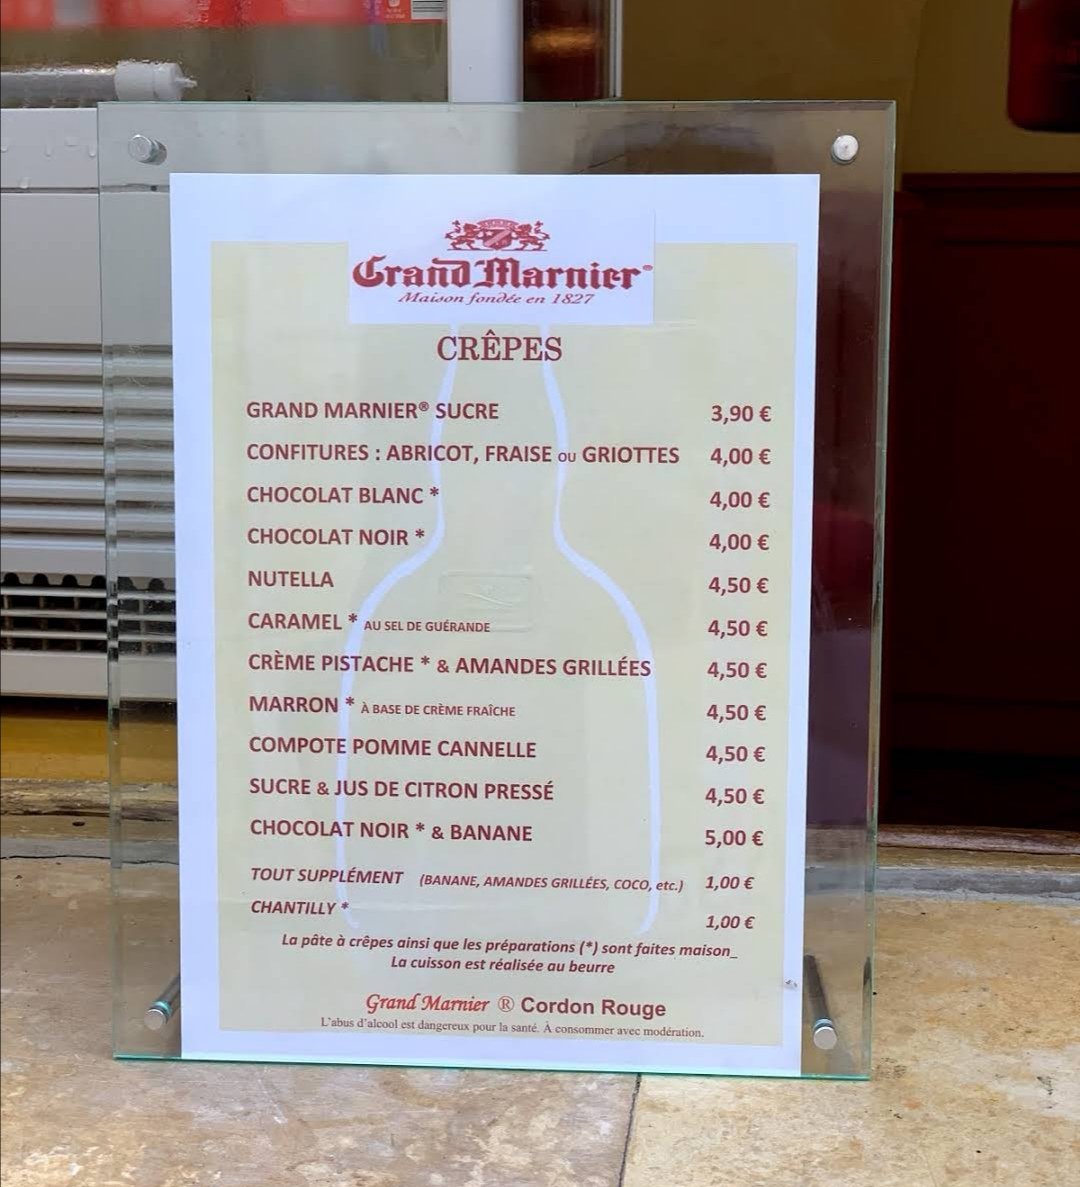 Grand Marnier®
Maison fondée en 1827
CRÊPES
GRAND MARNIER® SUCRE 3,90 €
CONFITURES : ABRICOT, FRAISE OU GRIOTTES 4,00 €
CHOCOLAT BLANC * 4,00 €
CHOCOLAT NOIR * 4,00 €
NUTELLA 4,50 €
CARAMEL * AU SEL DE GUÉRANDE 4,50 €
CRÈME PISTACHE * & AMANDES GRILLÉES 4,50 €
MARRON * À BASE DE CRÈME FRAÎCHE 4,50 €
COMPOTE POMME CANNELLE 4,50 €
SUCRE & JUS DE CITRON PRESSÉ 4,50 €
CHOCOLAT NOIR * & BANANE 5,00 €
TOUT SUPPLÉMENT (BANANE, AMANDES GRILLÉES, COCO, etc.) 1,00 €
CHANTILLY * 1,00 €
La pâte à crêpes ainsi que les préparations (*) sont faites maison_
La cuisson est réalisée au beurre
Grand Marnier ® Cordon Rouge
L'abus d'alcool est dangereux pour la santé. À consommer avec modération.